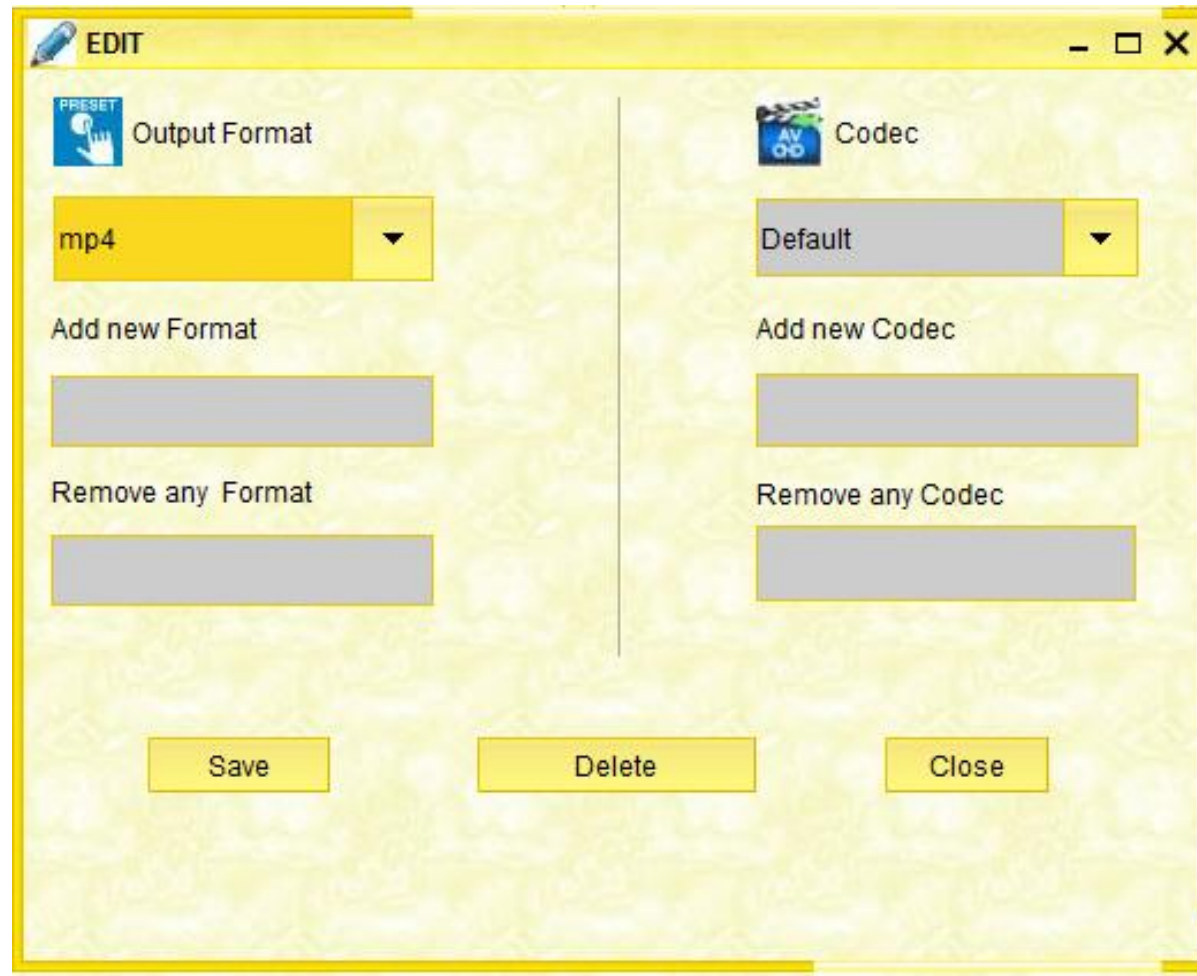 EDIT
PRESET
Output Format
mp4
Add new Format
Remove any Format
AV
Codec
Default
Add new Codec
Remove any Codec
Save
Delete
Close